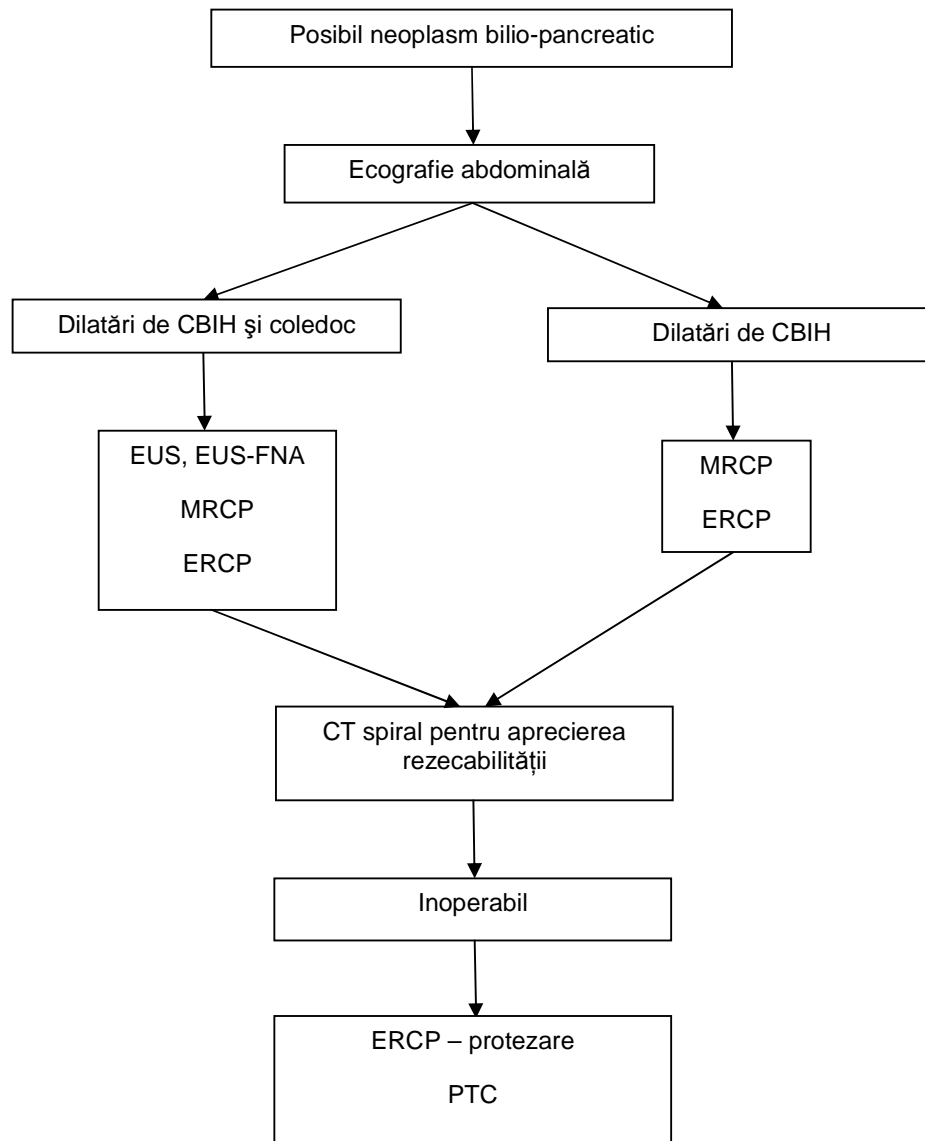 Posibil neoplasm bilio-pancreatic
Ecografie abdominală
Dilatări de CBIH şi coledoc
Dilatări de CBIH
EUS, EUS-FNA
MRCP
ERCP
MRCP
ERCP
CT spiral pentru aprecierea
rezecabilității
Inoperabil
ERCP – protezare
PTC